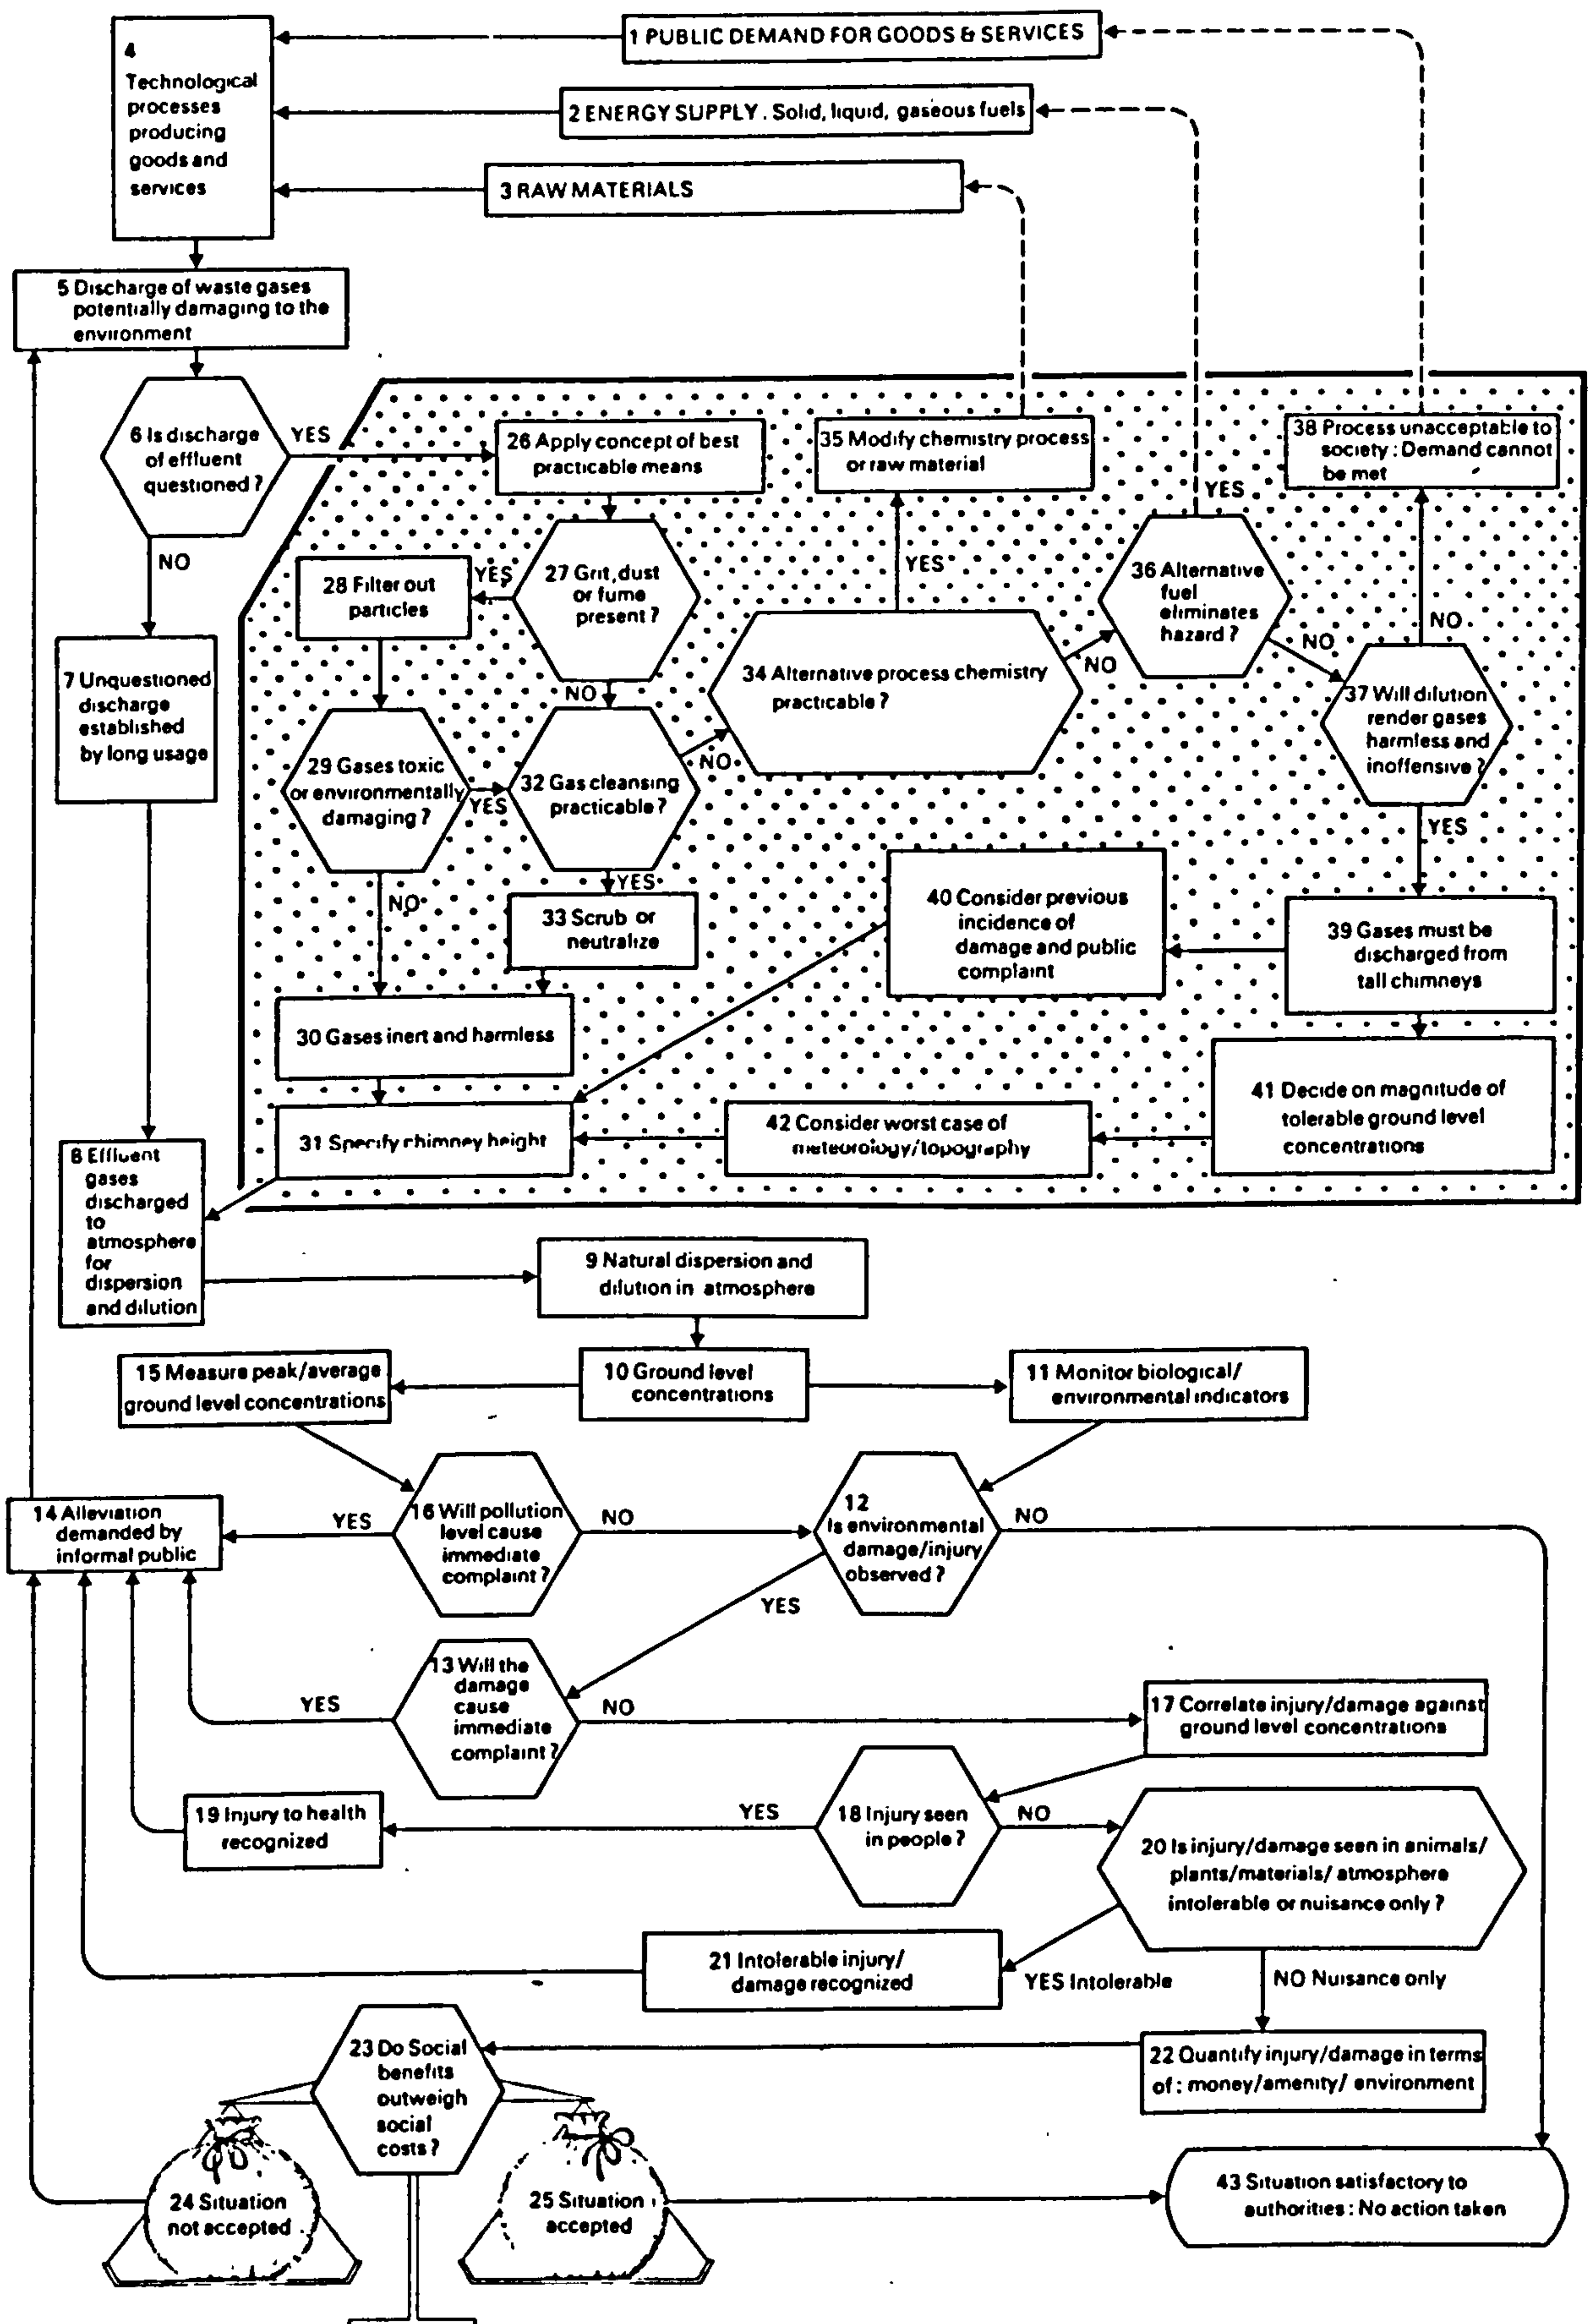 1 PUBLIC DEMAND FOR GOODS & SERVICES
2 ENERGY SUPPLY. Solid, liquid, gaseous fuels
3 RAW MATERIALS
4
Technological
processes
producing
goods and
services
5 Discharge of waste gases
potentially damaging to the
environment
6 Is discharge
of effluent
questioned?
YES
NO
7 Unquestioned
discharge
established
by long usage
8 Effluent
gases
discharged
to
atmosphere
for
dispersion
and dilution
26 Apply concept of best
practicable means
27 Grit, dust
or fume
present?
YES
NO
28 Filter out
particles
29 Gases toxic
or environmentally
damaging?
YES
NO
32 Gas cleansing
practicable?
NO
YES
33 Scrub or
neutralize
30 Gases inert and harmless
31 Specify chimney height
34 Alternative process chemistry
practicable?
YES
NO
35 Modify chemistry process
or raw material
36 Alternative
fuel
eliminates
hazard?
YES
NO
37 Will dilution
render gases
harmless and
inoffensive?
NO
YES
38 Process unacceptable to
society: Demand cannot
be met
39 Gases must be
discharged from
tall chimneys
40 Consider previous
incidence of
damage and public
complaint
41 Decide on magnitude of
tolerable ground level
concentrations
42 Consider worst case of
meteorology/topography
9 Natural dispersion and
dilution in atmosphere
10 Ground level
concentrations
15 Measure peak/average
ground level concentrations
11 Monitor biological/
environmental indicators
16 Will pollution
level cause
immediate
complaint?
YES
NO
12
Is environmental
damage/injury
observed?
NO
YES
14 Alleviation
demanded by
informal public
13 Will the
damage
cause
immediate
complaint?
YES
NO
17 Correlate injury/damage against
ground level concentrations
18 Injury seen
in people?
YES
NO
19 Injury to health
recognized
20 Is injury/damage seen in animals/
plants/materials/ atmosphere
intolerable or nuisance only?
YES Intolerable
NO Nuisance only
21 Intolerable injury/
damage recognized
22 Quantify injury/damage in terms
of: money/amenity/ environment
23 Do Social
benefits
outweigh
social
costs?
24 Situation
not accepted
25 Situation
accepted
43 Situation satisfactory to
authorities: No action taken